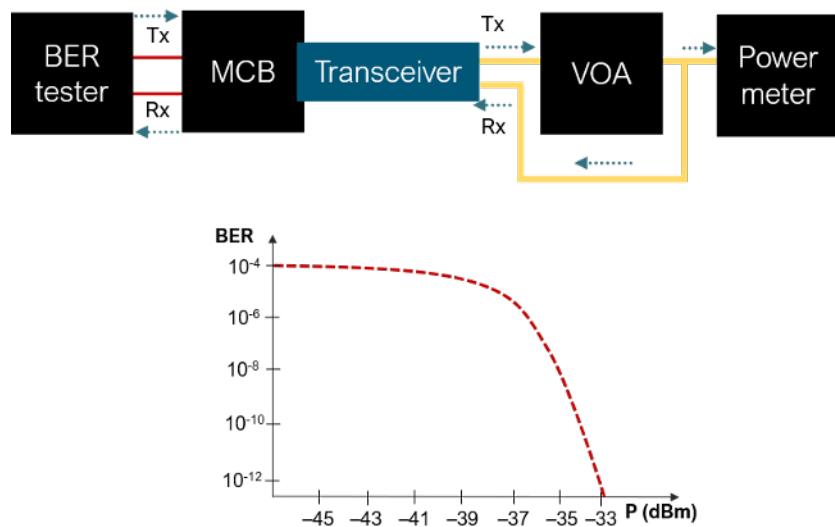 BER
tester
Tx
Rx
MCB
Transceiver
Tx
Rx
VOA
Power
meter
BER
10⁻⁴
10⁻⁶
10⁻⁸
10⁻¹⁰
10⁻¹²
–45 –43 –41 –39 –37 –35 –33
P (dBm)